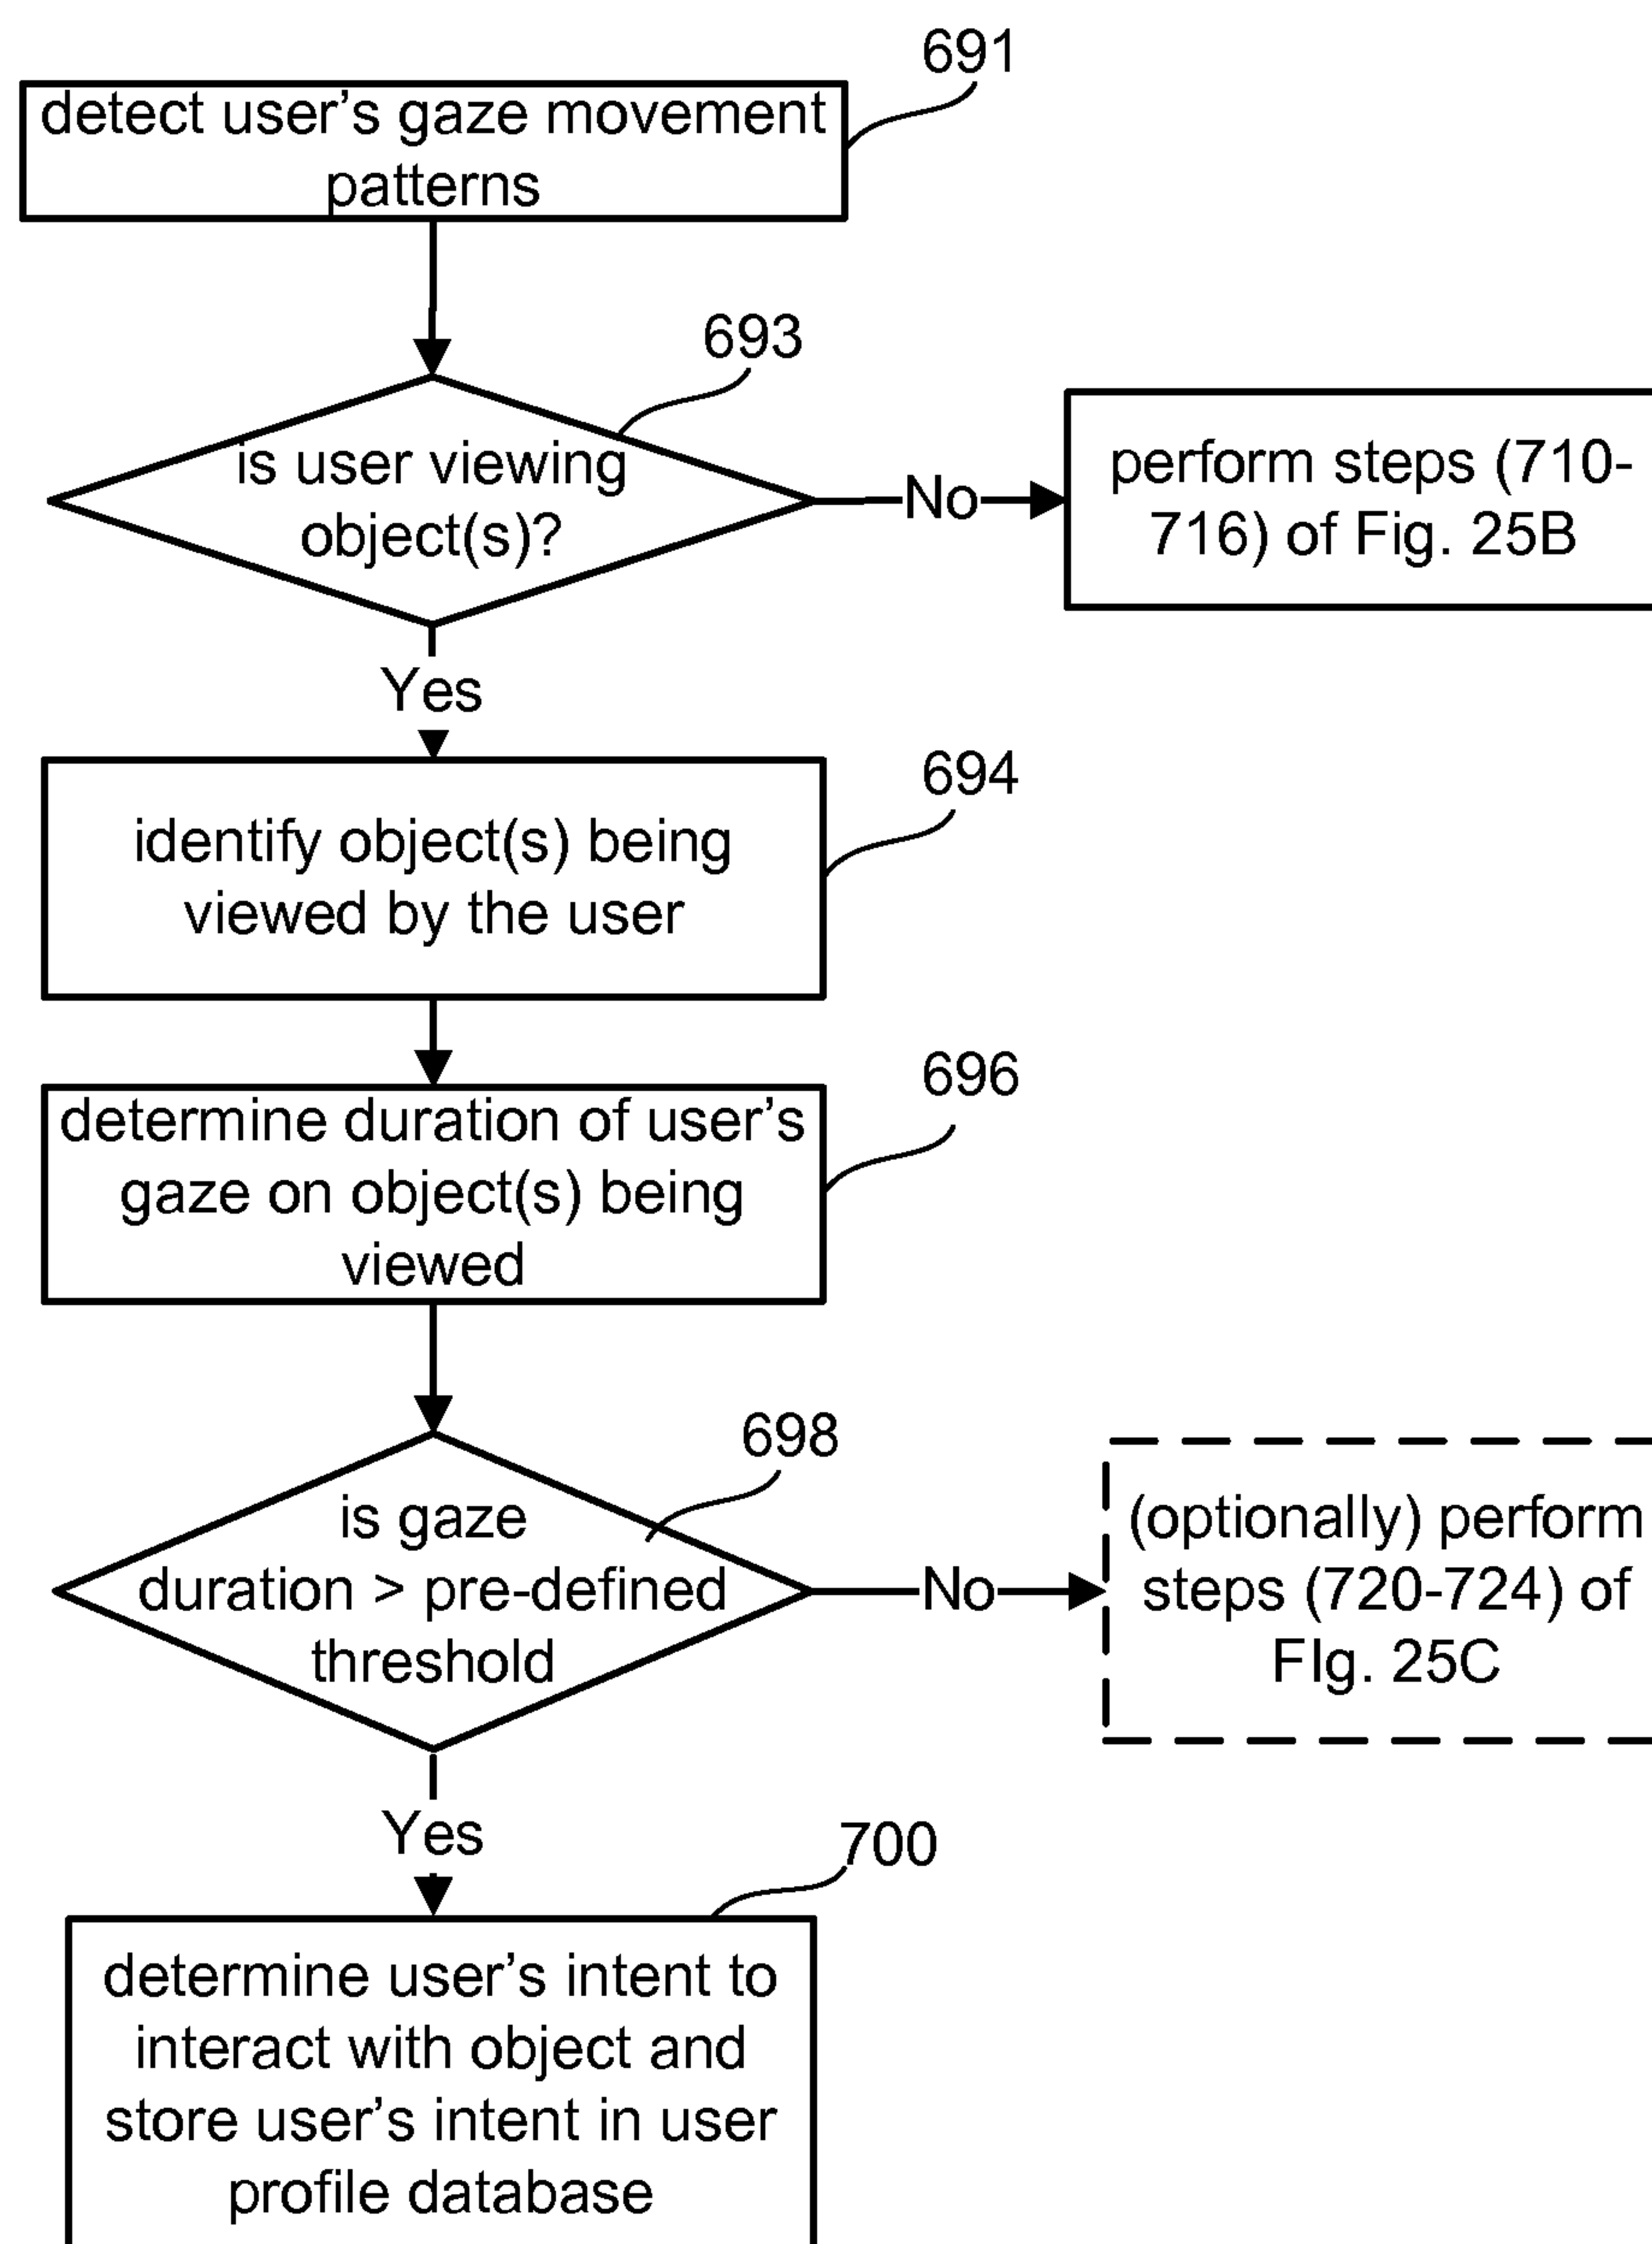 691
detect user's gaze movement
patterns
693
is user viewing
object(s)?
No
perform steps (710-
716) of Fig. 25B
Yes
694
identify object(s) being
viewed by the user
696
determine duration of user's
gaze on object(s) being
viewed
698
is gaze
duration > pre-defined
threshold
No
(optionally) perform
steps (720-724) of
FIg. 25C
Yes
700
determine user's intent to
interact with object and
store user's intent in user
profile database